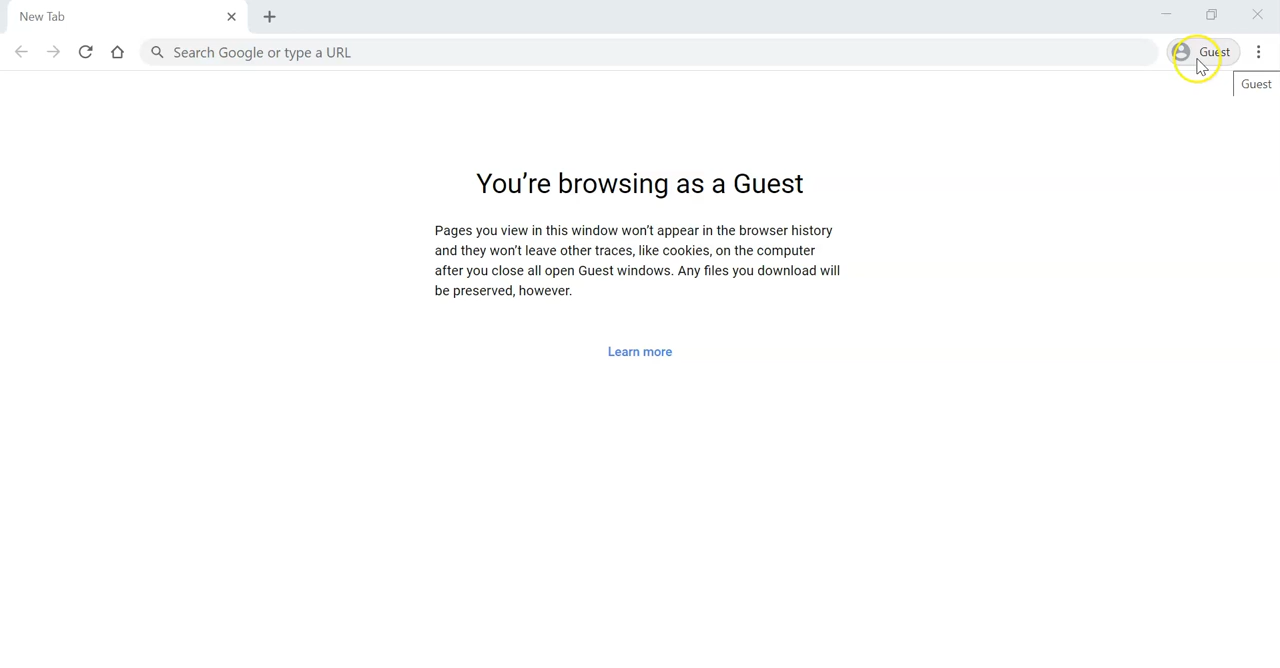 New Tab
Search Google or type a URL
Guest
Guest
You’re browsing as a Guest
Pages you view in this window won’t appear in the browser history
and they won’t leave other traces, like cookies, on the computer
after you close all open Guest windows. Any files you download will
be preserved, however.
Learn more